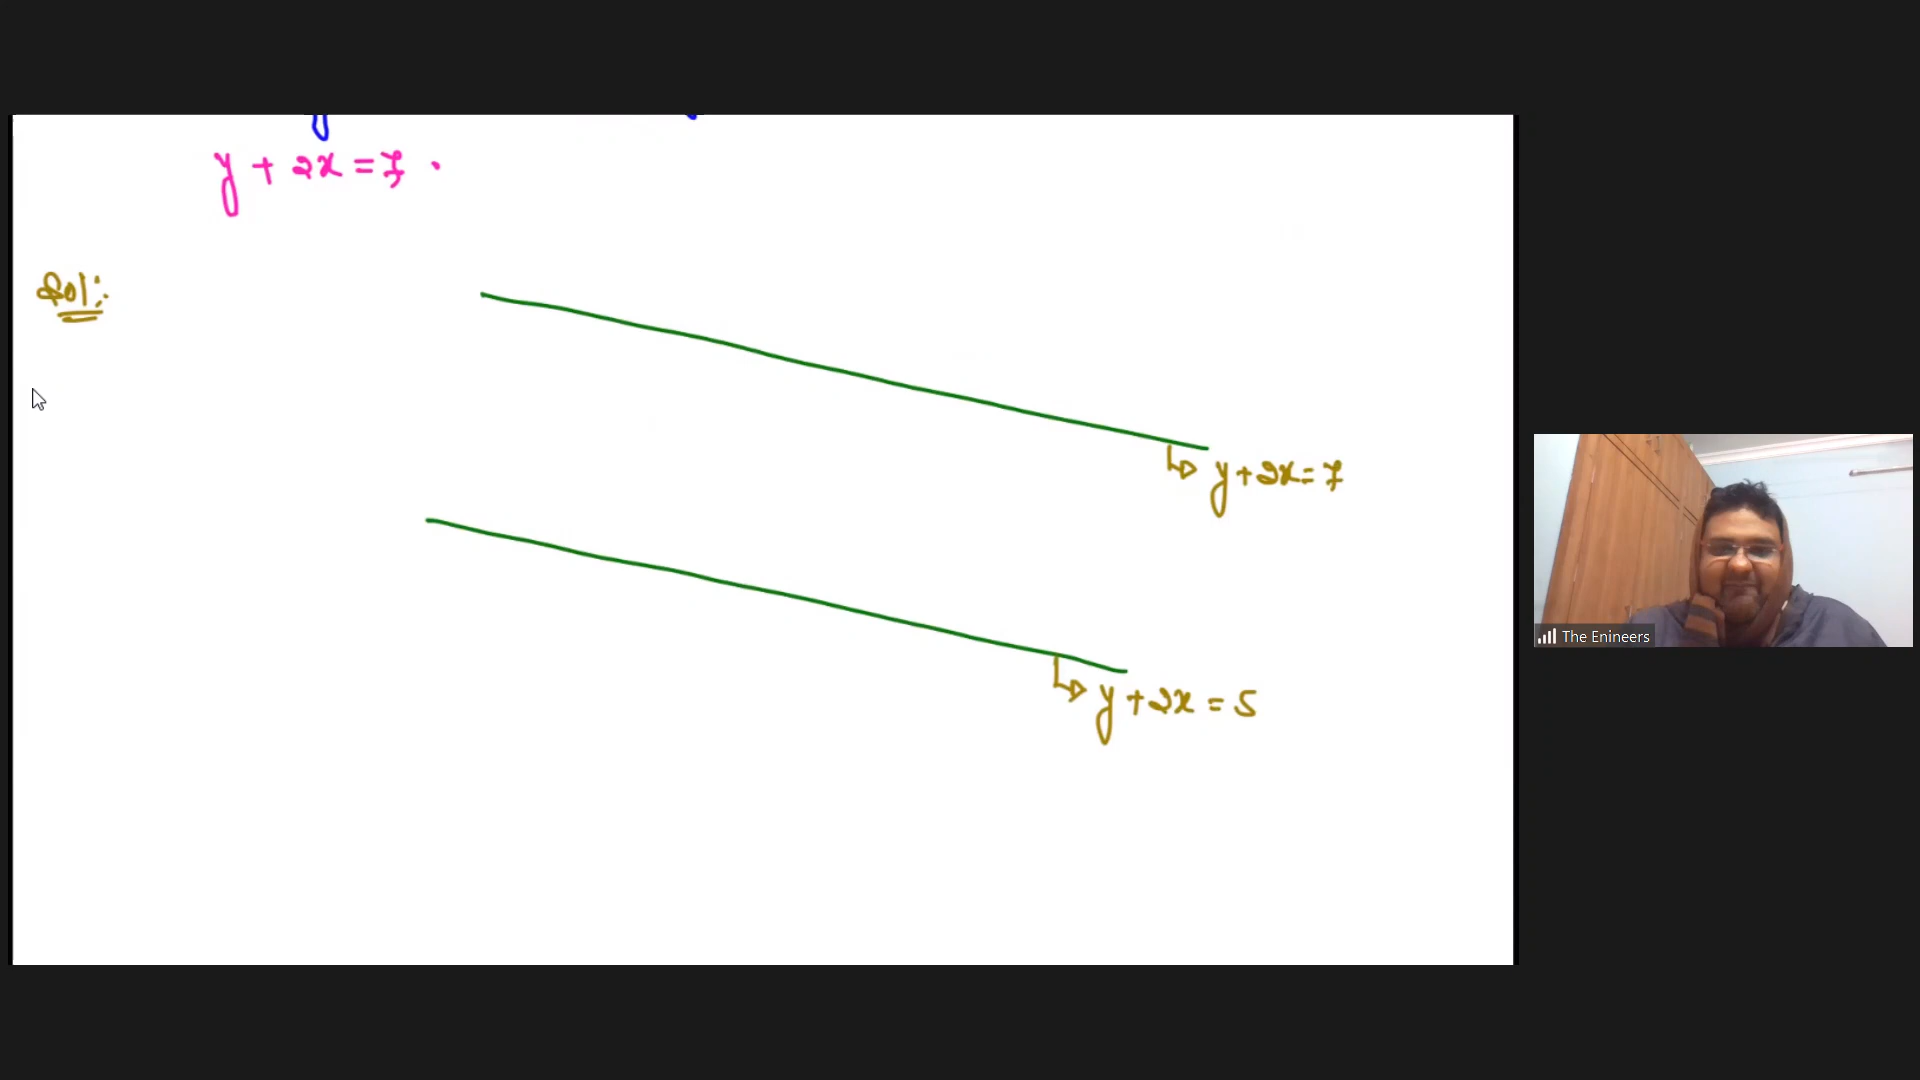 y + 2x = 7 .
Sol:
y + 2x = 7
y + 2x = 5
The Enineers